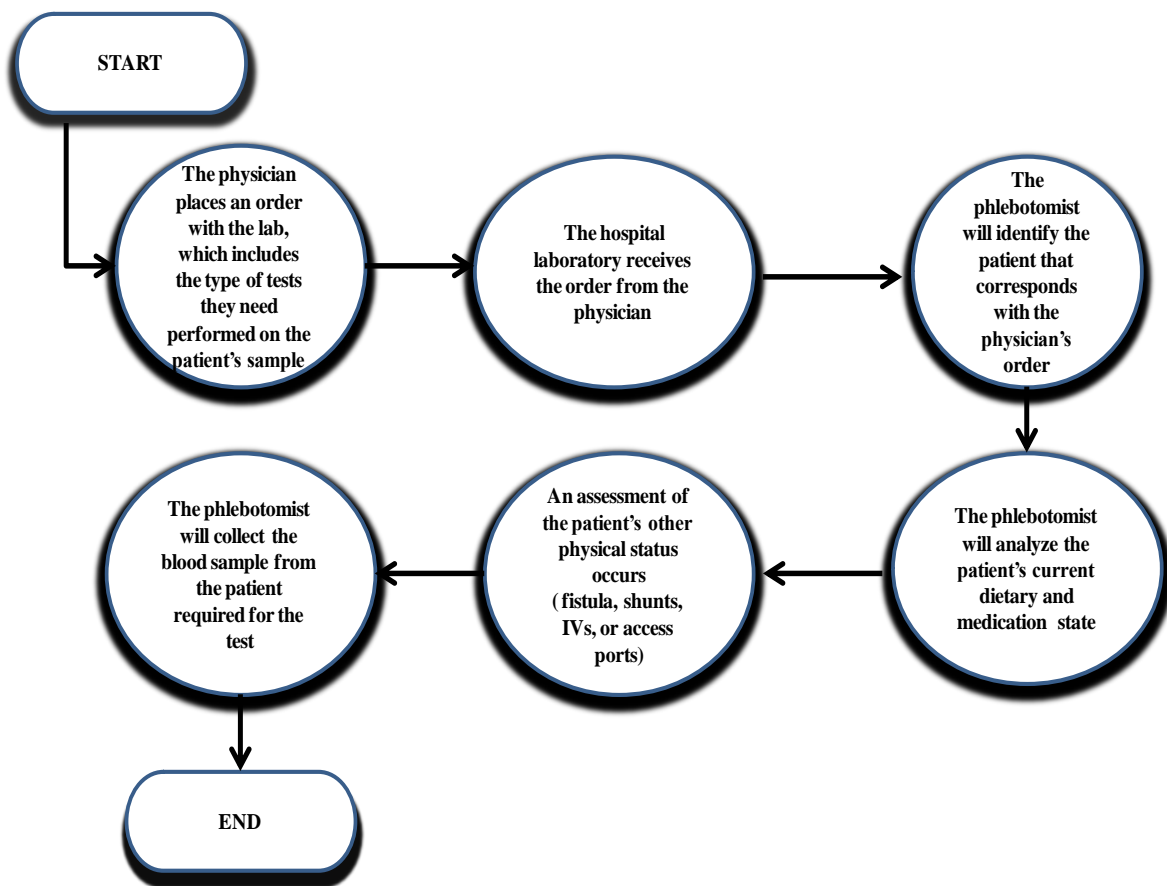 START
The physician
places an order
with the lab,
which includes
the type of tests
they need
performed on the
patient’s sample
The hospital
laboratory receives
the order from the
physician
The
phlebotomist
will identify the
patient that
corresponds
with the
physician’s
order
The phlebotomist
will analyze the
patient’s current
dietary and
medication state
An assessment of
the patient’s other
physical status
occurs
( fistula, shunts,
IVs, or access
ports)
The phlebotomist
will collect the
blood sample from
the patient
required for the
test
END